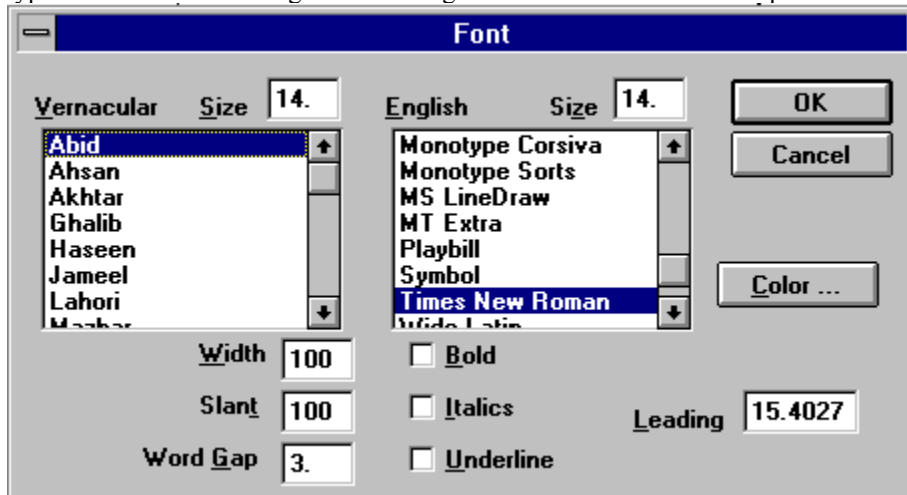 Font
Vernacular Size 14. English Size 14. OK
Cancel
Abid
Ahsan
Akhtar
Ghalib
Haseen
Jameel
Lahori
Monotype Corsiva
Monotype Sorts
MS LineDraw
MT Extra
Playbill
Symbol
Times New Roman
Wide Latin
Color ...
Width 100 Bold
Slant 100 Italics Leading 15.4027
Word Gap 3. Underline